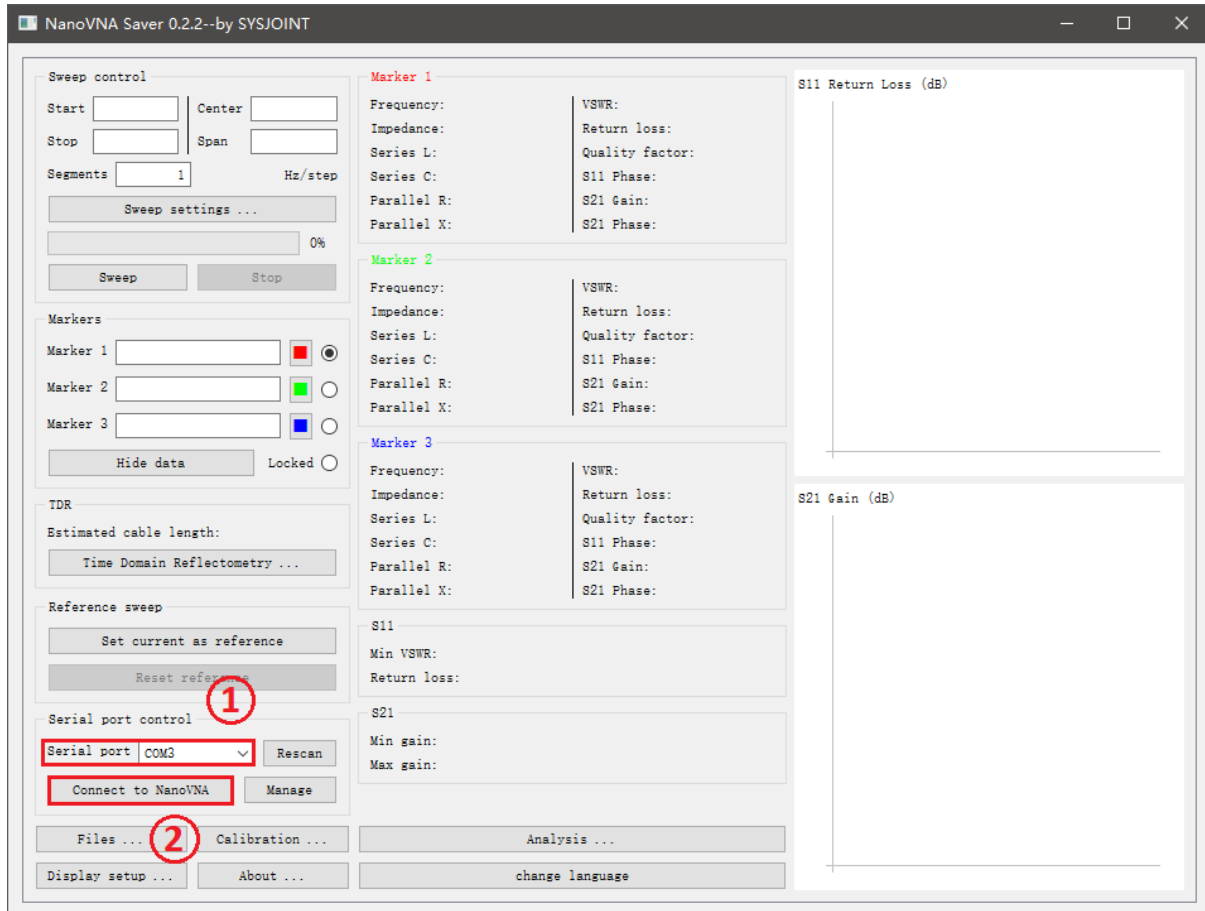 NanoVNA Saver 0.2.2--by SYSJOINT
Sweep control
Start
Center
Stop
Span
Segments 1 Hz/step
Sweep settings ...
0%
Sweep
Stop
Markers
Marker 1
Marker 2
Marker 3
Hide data
Locked
TDR
Estimated cable length:
Time Domain Reflectometry ...
Reference sweep
Set current as reference
Reset reference
1
Serial port control
Serial port COM3
Rescan
Connect to NanoVNA
Manage
2
Files ...
Calibration ...
Display setup ...
About ...
Marker 1
Frequency:
Impedance:
Series L:
Series C:
Parallel R:
Parallel X:
VSWR:
Return loss:
Quality factor:
S11 Phase:
S21 Gain:
S21 Phase:
Marker 2
Frequency:
Impedance:
Series L:
Series C:
Parallel R:
Parallel X:
VSWR:
Return loss:
Quality factor:
S11 Phase:
S21 Gain:
S21 Phase:
Marker 3
Frequency:
Impedance:
Series L:
Series C:
Parallel R:
Parallel X:
VSWR:
Return loss:
Quality factor:
S11 Phase:
S21 Gain:
S21 Phase:
S11
Min VSWR:
Return loss:
S21
Min gain:
Max gain:
Analysis ...
change language
S11 Return Loss (dB)
S21 Gain (dB)